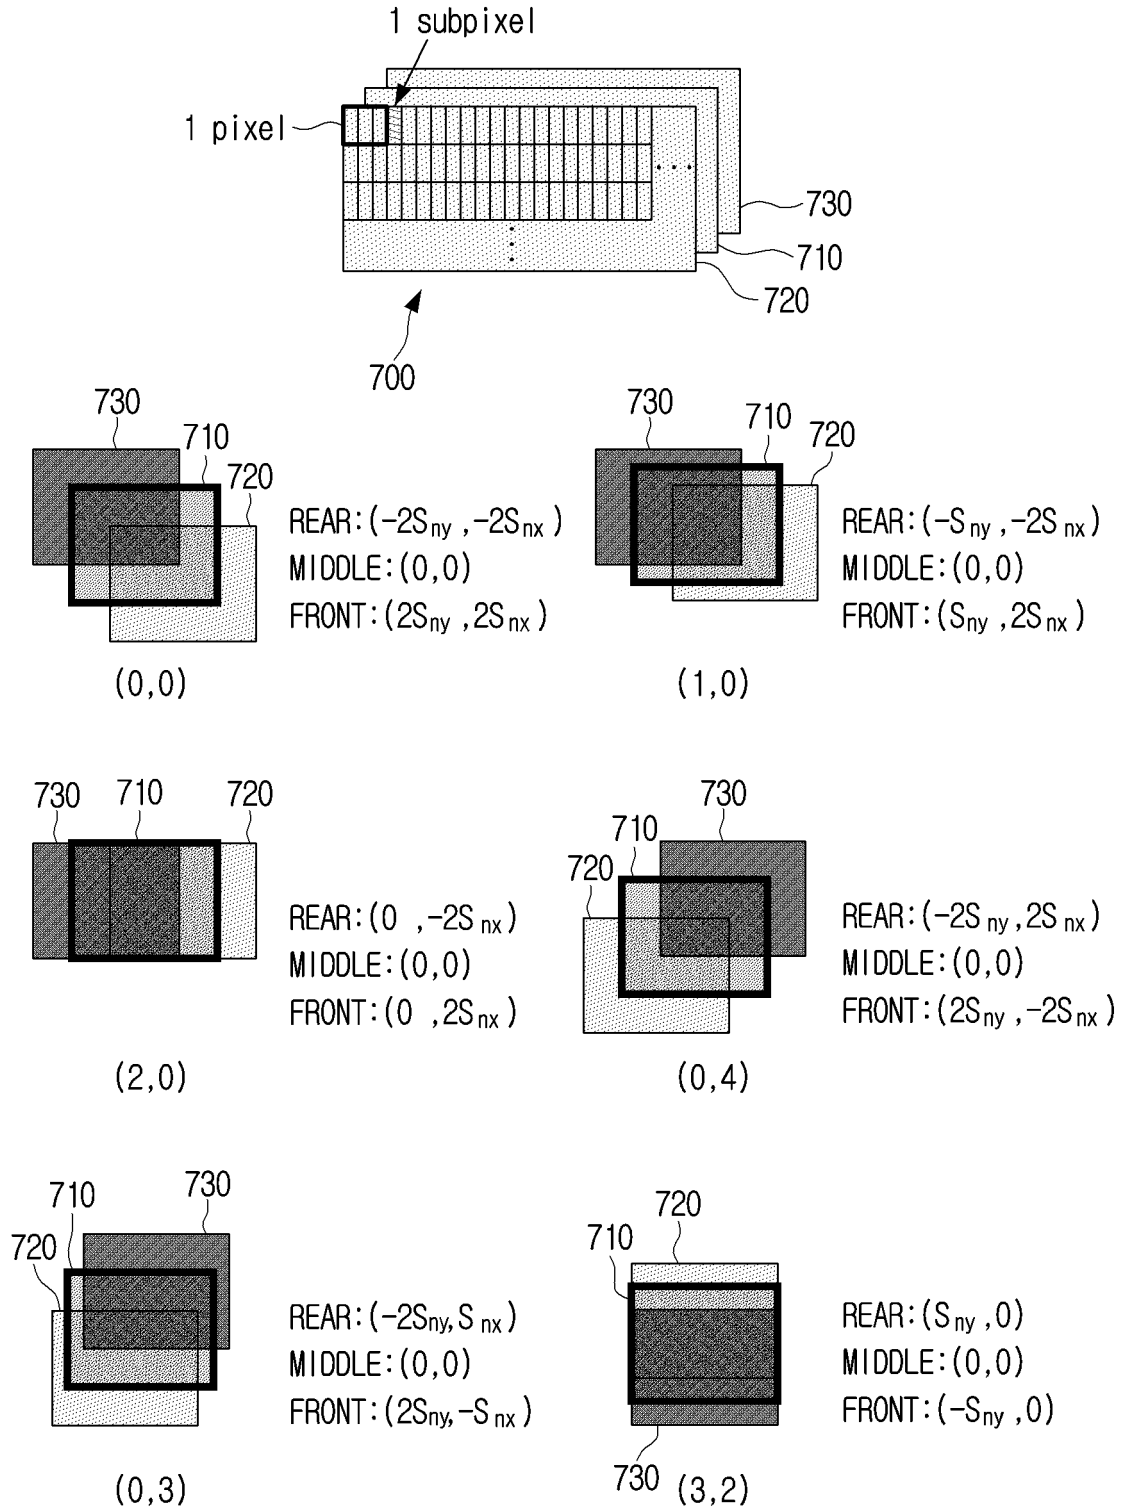 1 subpixel
1 pixel
730
710
720
700
730
710
720
REAR:(-2Sny ,-2Snx)
MIDDLE:(0,0)
FRONT:(2Sny ,2Snx)
(0,0)
730
710
720
REAR:(-Sny ,-2Snx)
MIDDLE:(0,0)
FRONT:(Sny ,2Snx)
(1,0)
730
710
720
REAR:(0 ,-2Snx)
MIDDLE:(0,0)
FRONT:(0 ,2Snx)
(2,0)
730
710
720
REAR:(-2Sny,2Snx)
MIDDLE:(0,0)
FRONT:(2Sny ,-2Snx)
(0,4)
730
710
720
REAR:(-2Sny,Snx)
MIDDLE:(0,0)
FRONT:(2Sny,-Snx)
(0,3)
720
710
REAR:(Sny ,0)
MIDDLE:(0,0)
FRONT:(-Sny ,0)
730
(3,2)